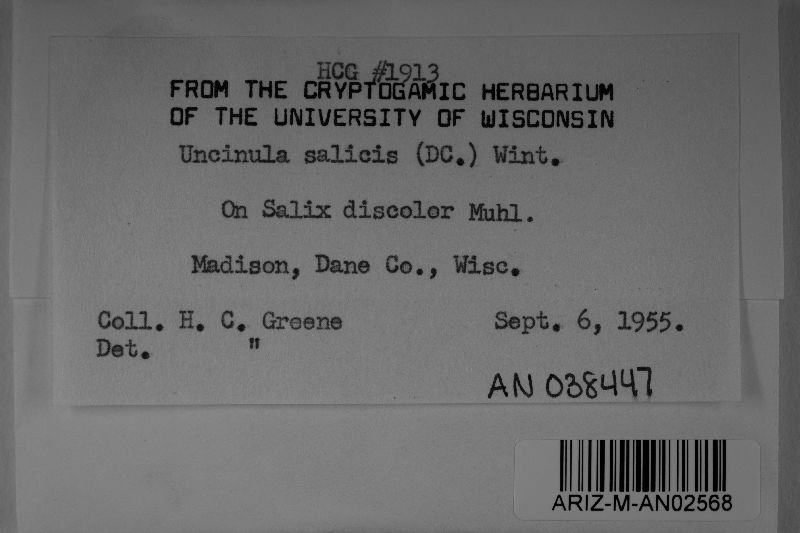 HCG #1913
FROM THE CRYPTOGAMIC HERBARIUM
OF THE UNIVERSITY OF WISCONSIN
Uncinula salicis (DC.) Wint.
On Salix discolor Muhl.
Madison, Dane Co., Wisc.
Coll. H. C. Greene Sept. 6, 1955.
Det. "
AN 038447
ARIZ-M-AN02568